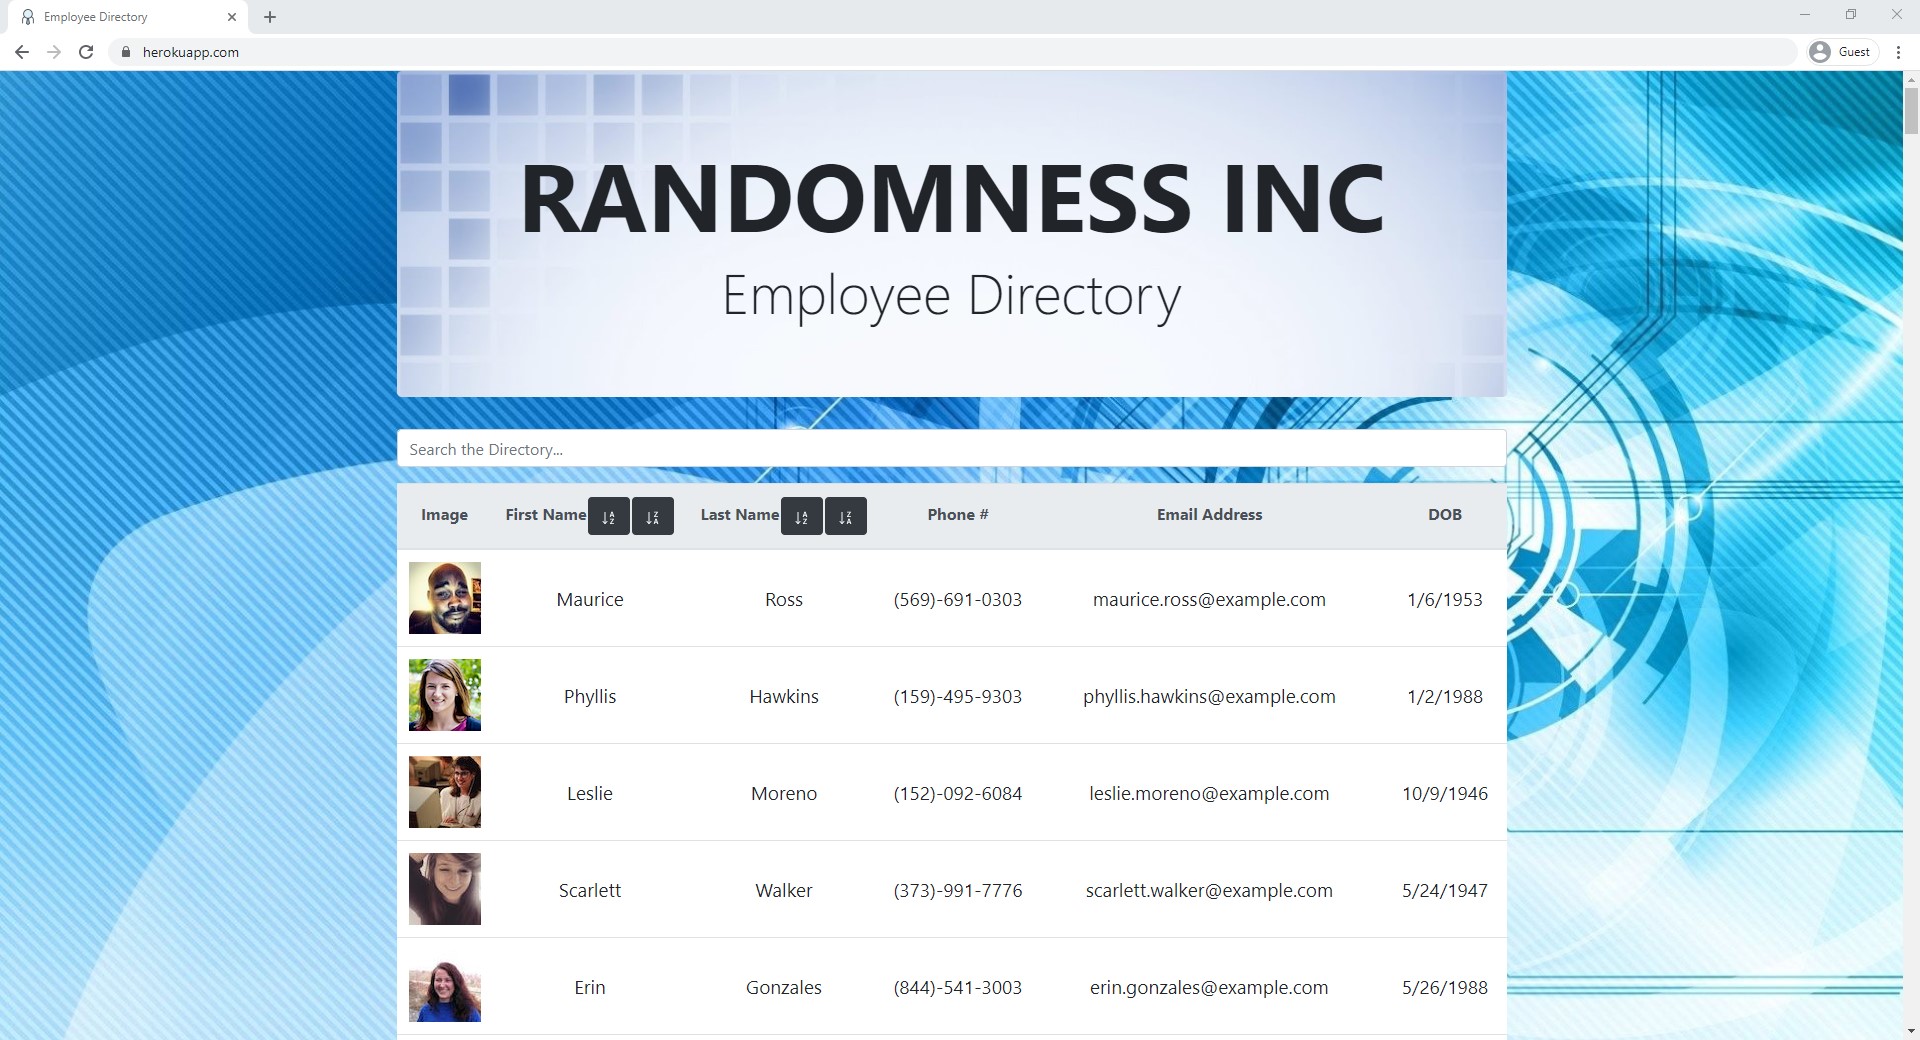 Employee Directory
herokuapp.com
Guest
RANDOMNESS INC
Employee Directory
Search the Directory...
Image First Name Last Name Phone # Email Address DOB
Maurice Ross (569)-691-0303 maurice.ross@example.com 1/6/1953
Phyllis Hawkins (159)-495-9303 phyllis.hawkins@example.com 1/2/1988
Leslie Moreno (152)-092-6084 leslie.moreno@example.com 10/9/1946
Scarlett Walker (373)-991-7776 scarlett.walker@example.com 5/24/1947
Erin Gonzales (844)-541-3003 erin.gonzales@example.com 5/26/1988